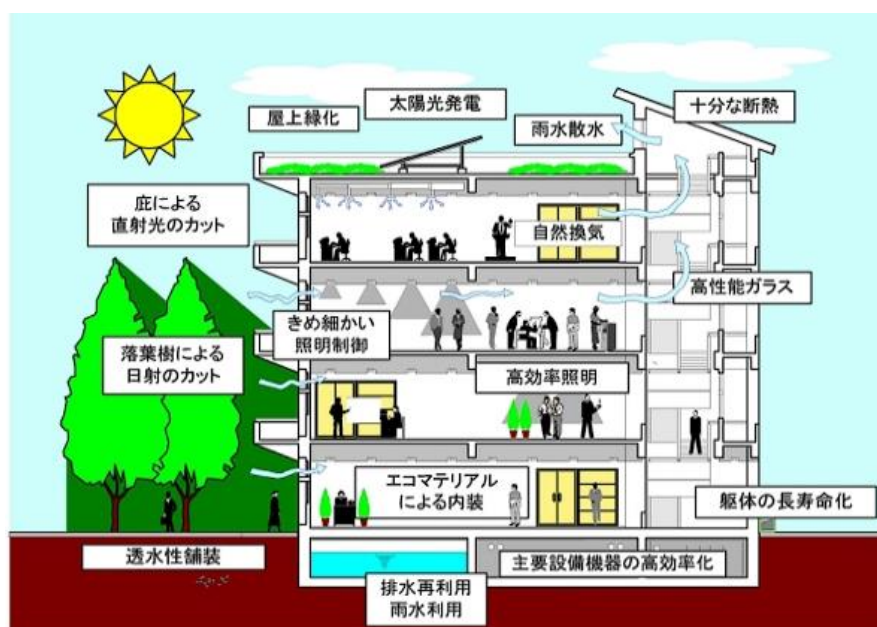 太陽光発電
十分な断熱
屋上緑化
雨水散水
庇による
直射光のカット
自然換気
高性能ガラス
きめ細かい
照明制御
落葉樹による
日射のカット
高効率照明
エコマテリアル
による内装
躯体の長寿命化
透水性舗装
主要設備機器の高効率化
排水再利用
雨水利用